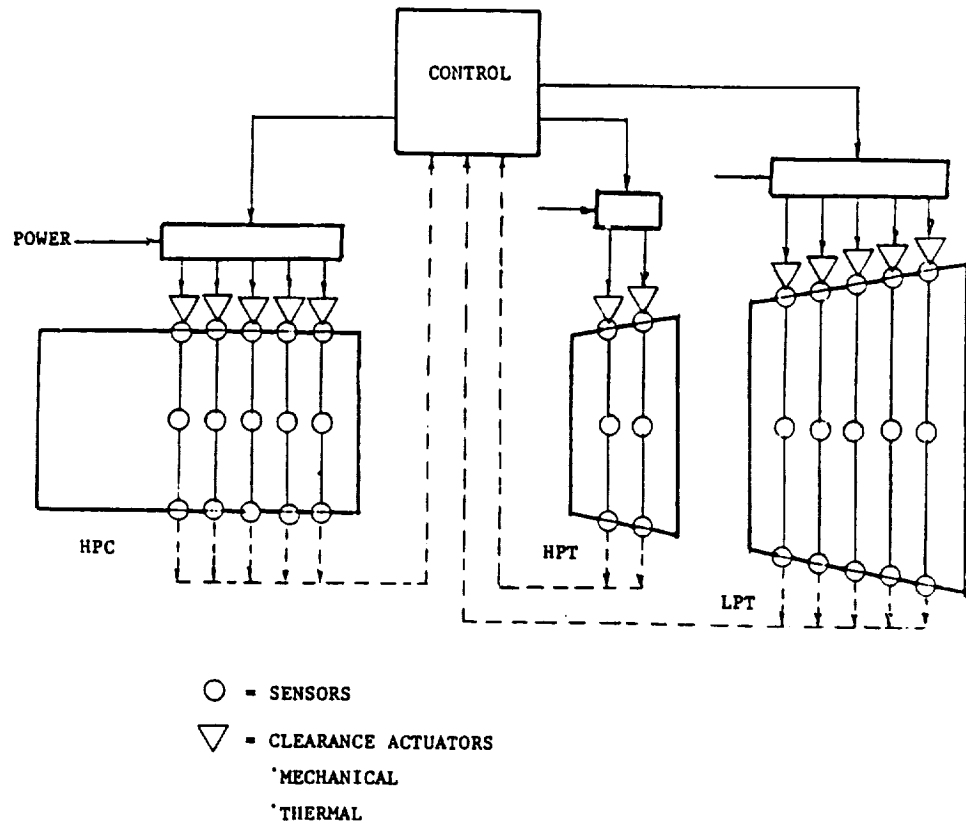 CONTROL
POWER
HPC
HPT
LPT
= SENSORS
= CLEARANCE ACTUATORS
'MECHANICAL
'THERMAL